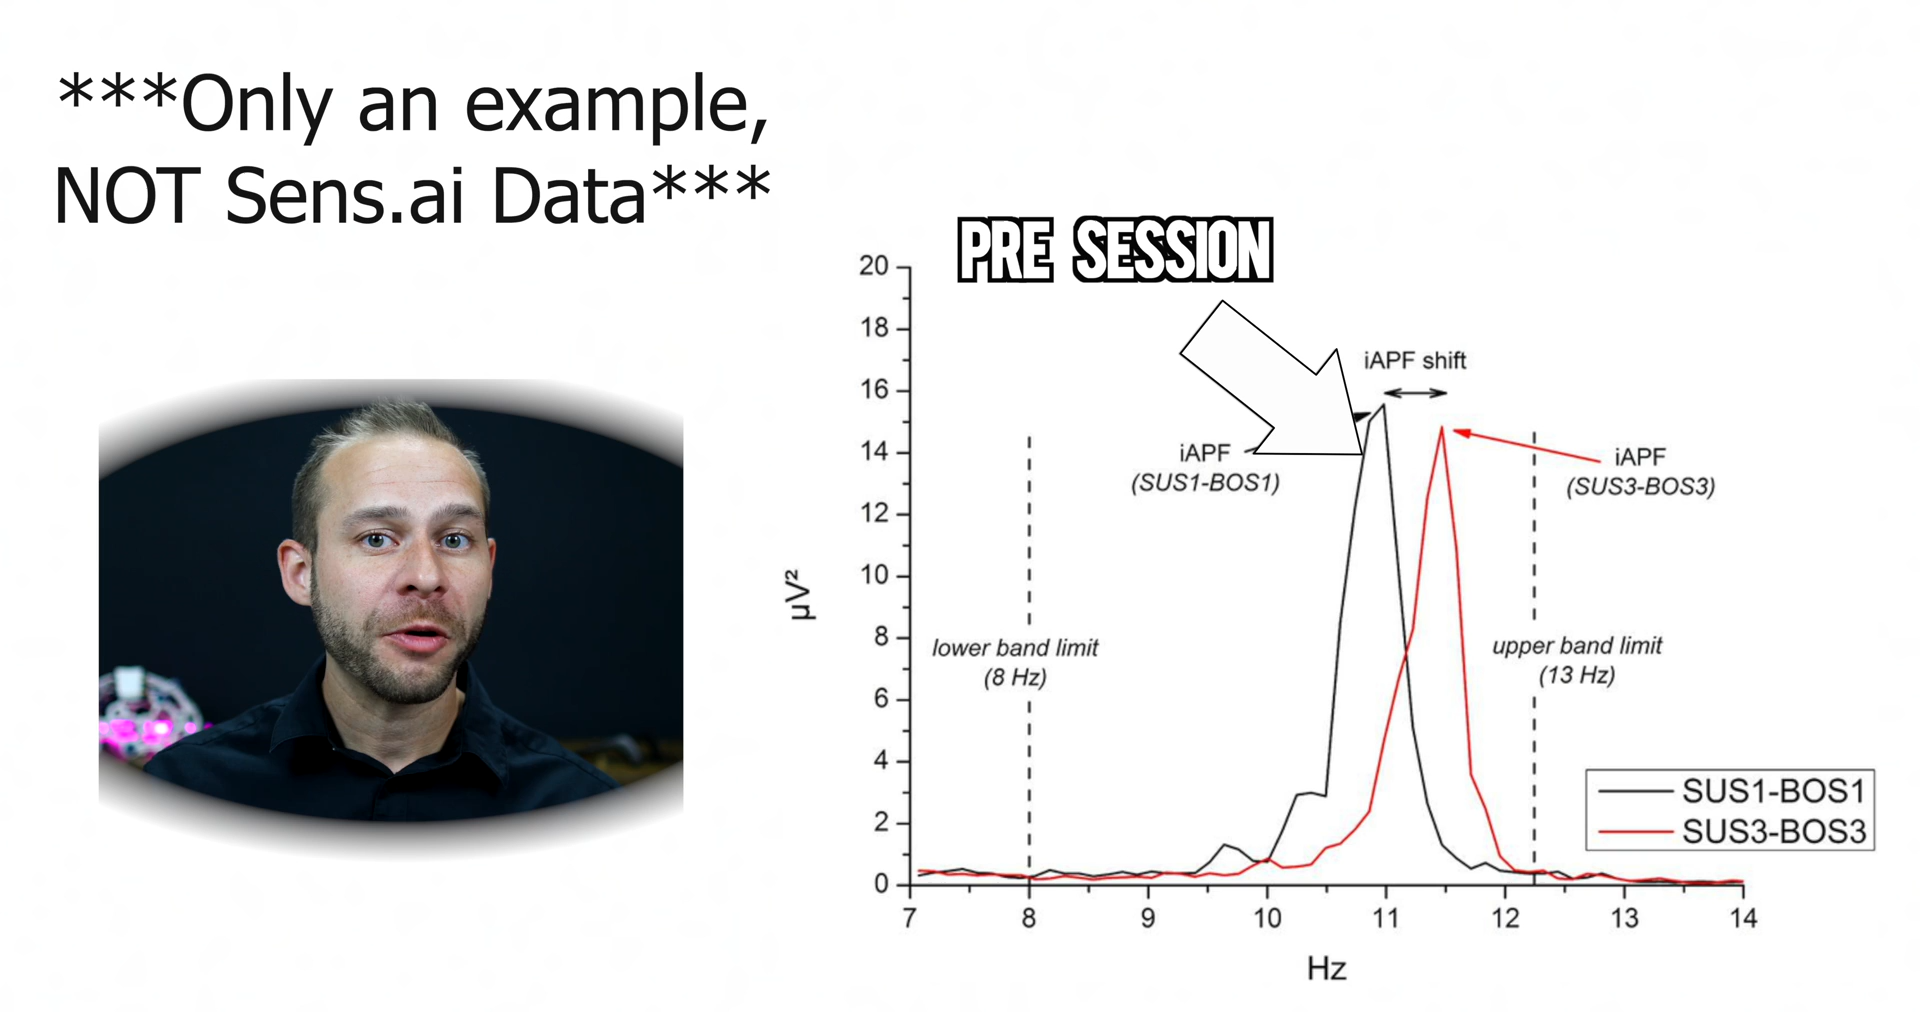 ***Only an example,
NOT Sens.ai Data***
PRE SESSION
20
18
16
14
12
10
8
6
4
2
0
µV²
iAPF shift
iAPF
(SUS1-BOS1)
iAPF
(SUS3-BOS3)
lower band limit
(8 Hz)
upper band limit
(13 Hz)
SUS1-BOS1
SUS3-BOS3
7 8 9 10 11 12 13 14
Hz